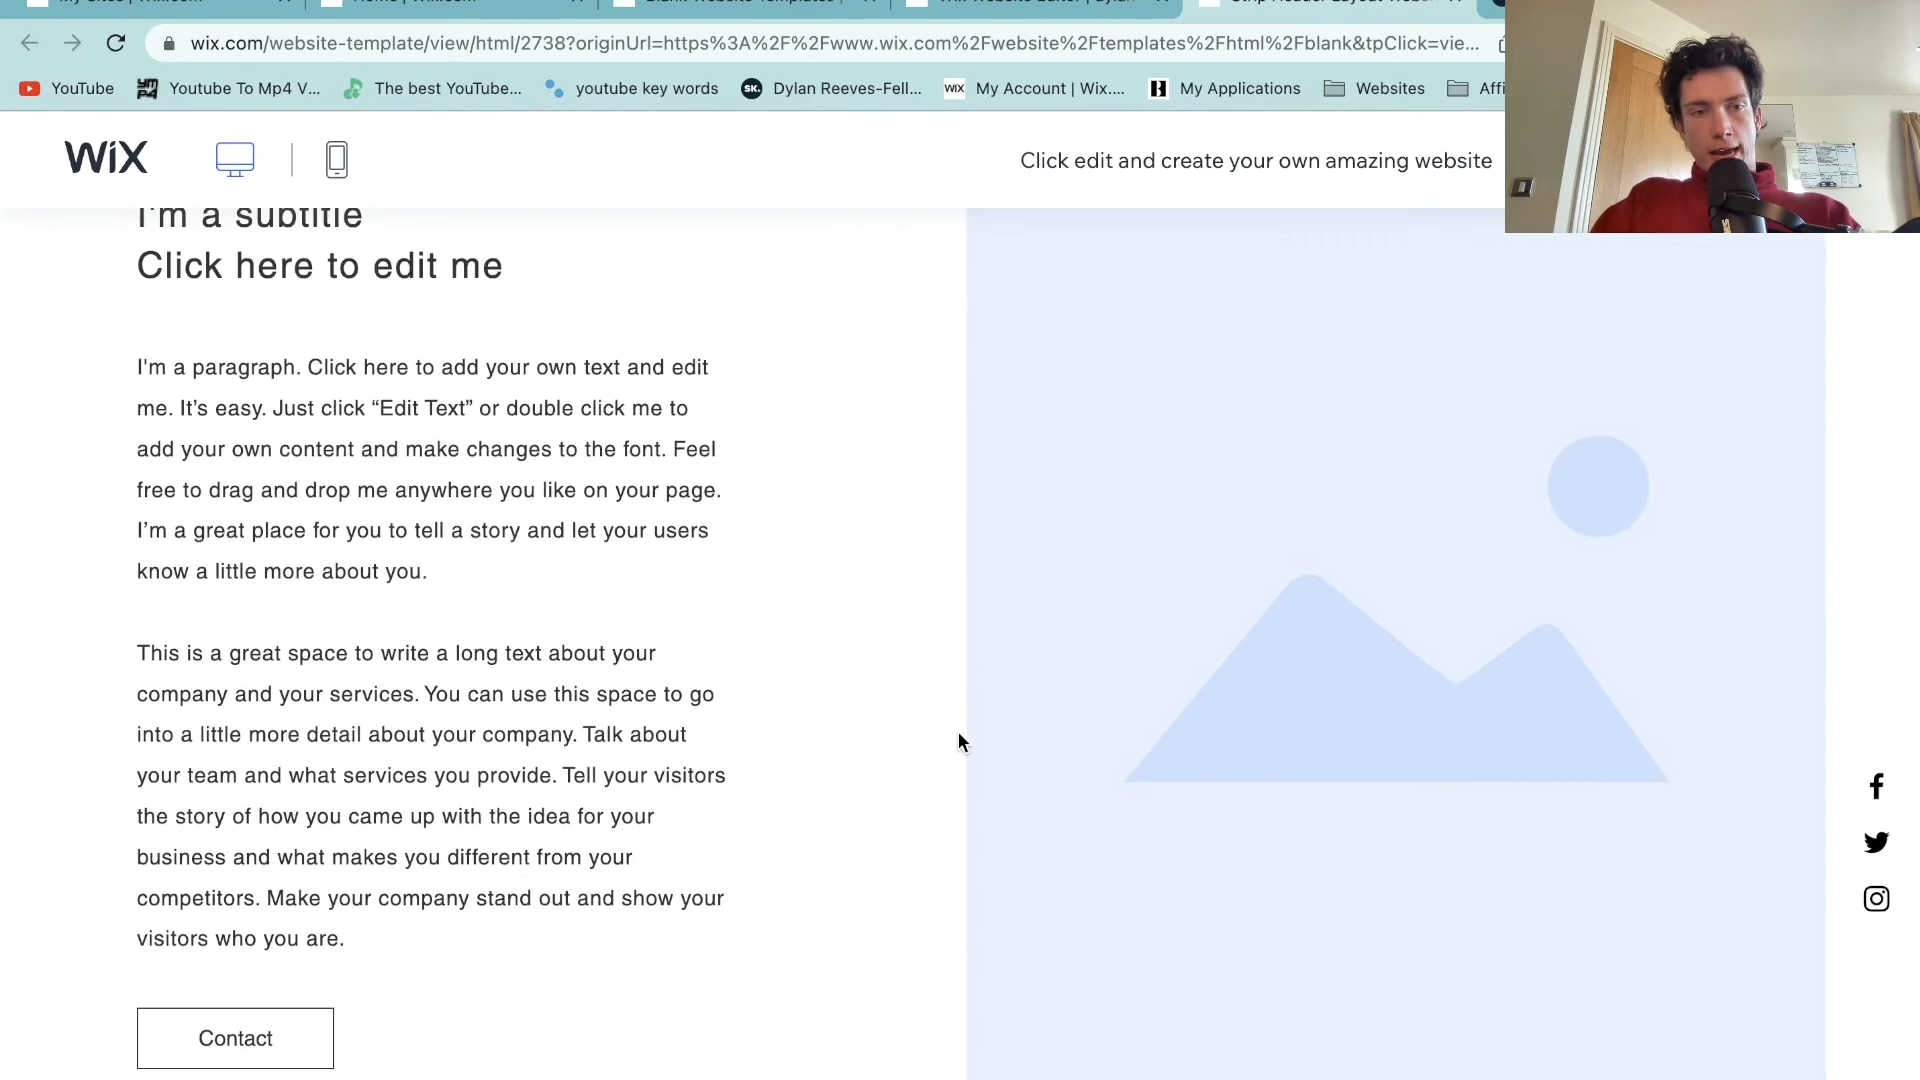 wix.com/website-template/view/html/2738?originUrl=https%3A%2F%2Fwww.wix.com%2Fwebsite%2Ftemplates%2Fhtml%2Fblank&tpClick=vie...
YouTube
Youtube To Mp4 V...
The best YouTube...
youtube key words
SK.
Dylan Reeves-Fell...
WIX
My Account | Wix....
My Applications
Websites
Affi
WiX
Click edit and create your own amazing website
I'm a subtitle
Click here to edit me
I'm a paragraph. Click here to add your own text and edit
me. It’s easy. Just click “Edit Text” or double click me to
add your own content and make changes to the font. Feel
free to drag and drop me anywhere you like on your page.
I’m a great place for you to tell a story and let your users
know a little more about you.
This is a great space to write a long text about your
company and your services. You can use this space to go
into a little more detail about your company. Talk about
your team and what services you provide. Tell your visitors
the story of how you came up with the idea for your
business and what makes you different from your
competitors. Make your company stand out and show your
visitors who you are.
Contact